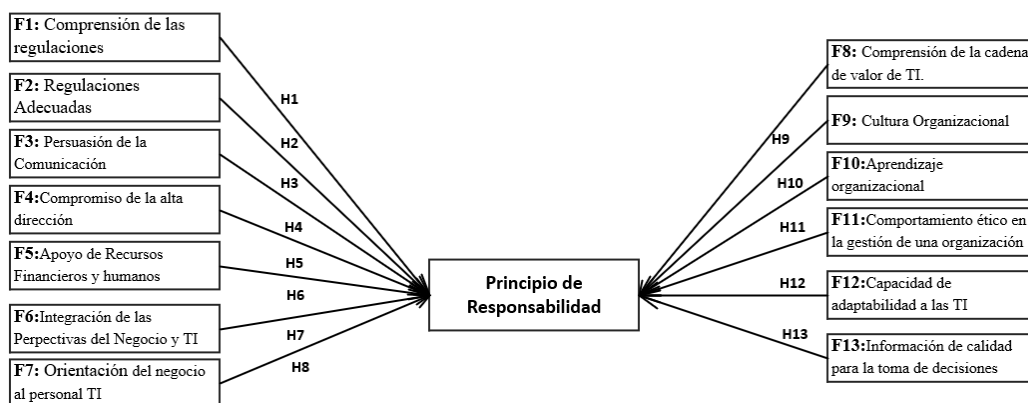 F1: Comprensión de las
regulaciones
F2: Regulaciones
Adecuadas
F3: Persuasión de la
Comunicación
F4:Compromiso de la alta
dirección
F5:Apoyo de Recursos
Financieros y humanos
F6:Integración de las
Perpectivas del Negocio y TI
F7: Orientación del negocio
al personal TI
H1
H2
H3
H4
H5
H6
H7
H8
Principio de
Responsabilidad
H9
H10
H11
H12
H13
F8: Comprensión de la cadena
de valor de TI.
F9: Cultura Organizacional
F10:Aprendizaje
organizacional
F11:Comportamiento ético en
la gestión de una organización
F12:Capacidad de
adaptabilidad a las TI
F13:Información de calidad
para la toma de decisiones